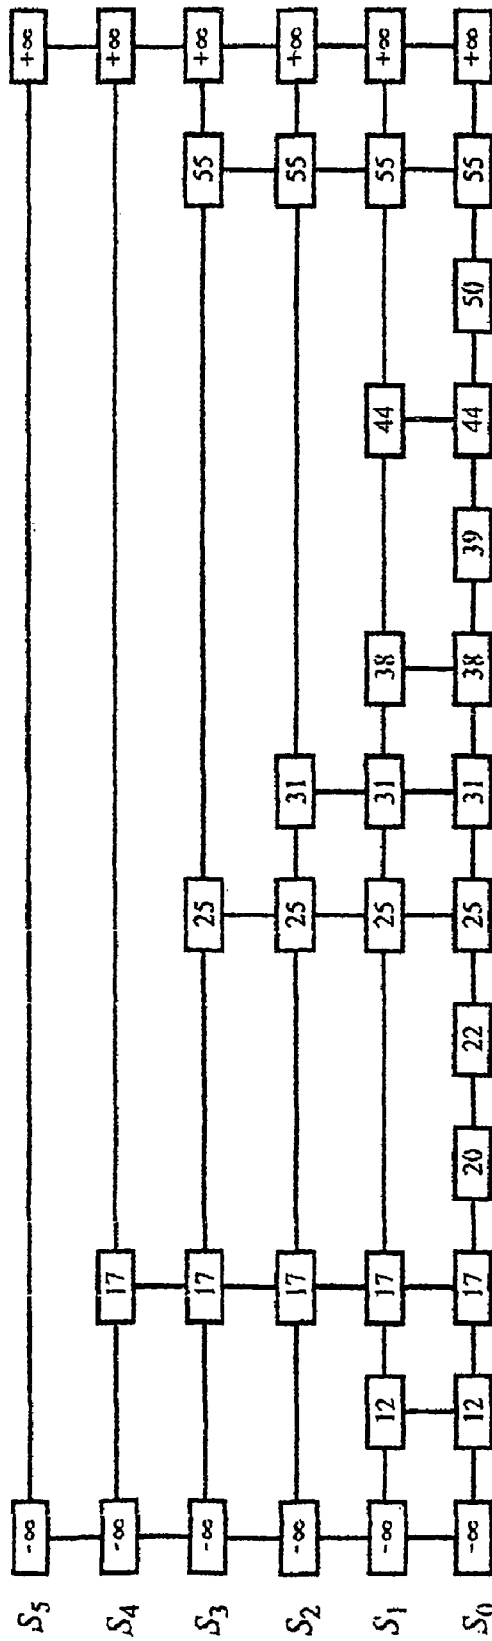 S5 -∞ +∞
S4 -∞ 17 +∞
S3 -∞ 17 25 55 +∞
S2 -∞ 17 25 31 55 +∞
S1 -∞ 12 17 25 31 38 44 55 +∞
S0 -∞ 12 17 20 22 25 31 38 39 44 50 55 +∞